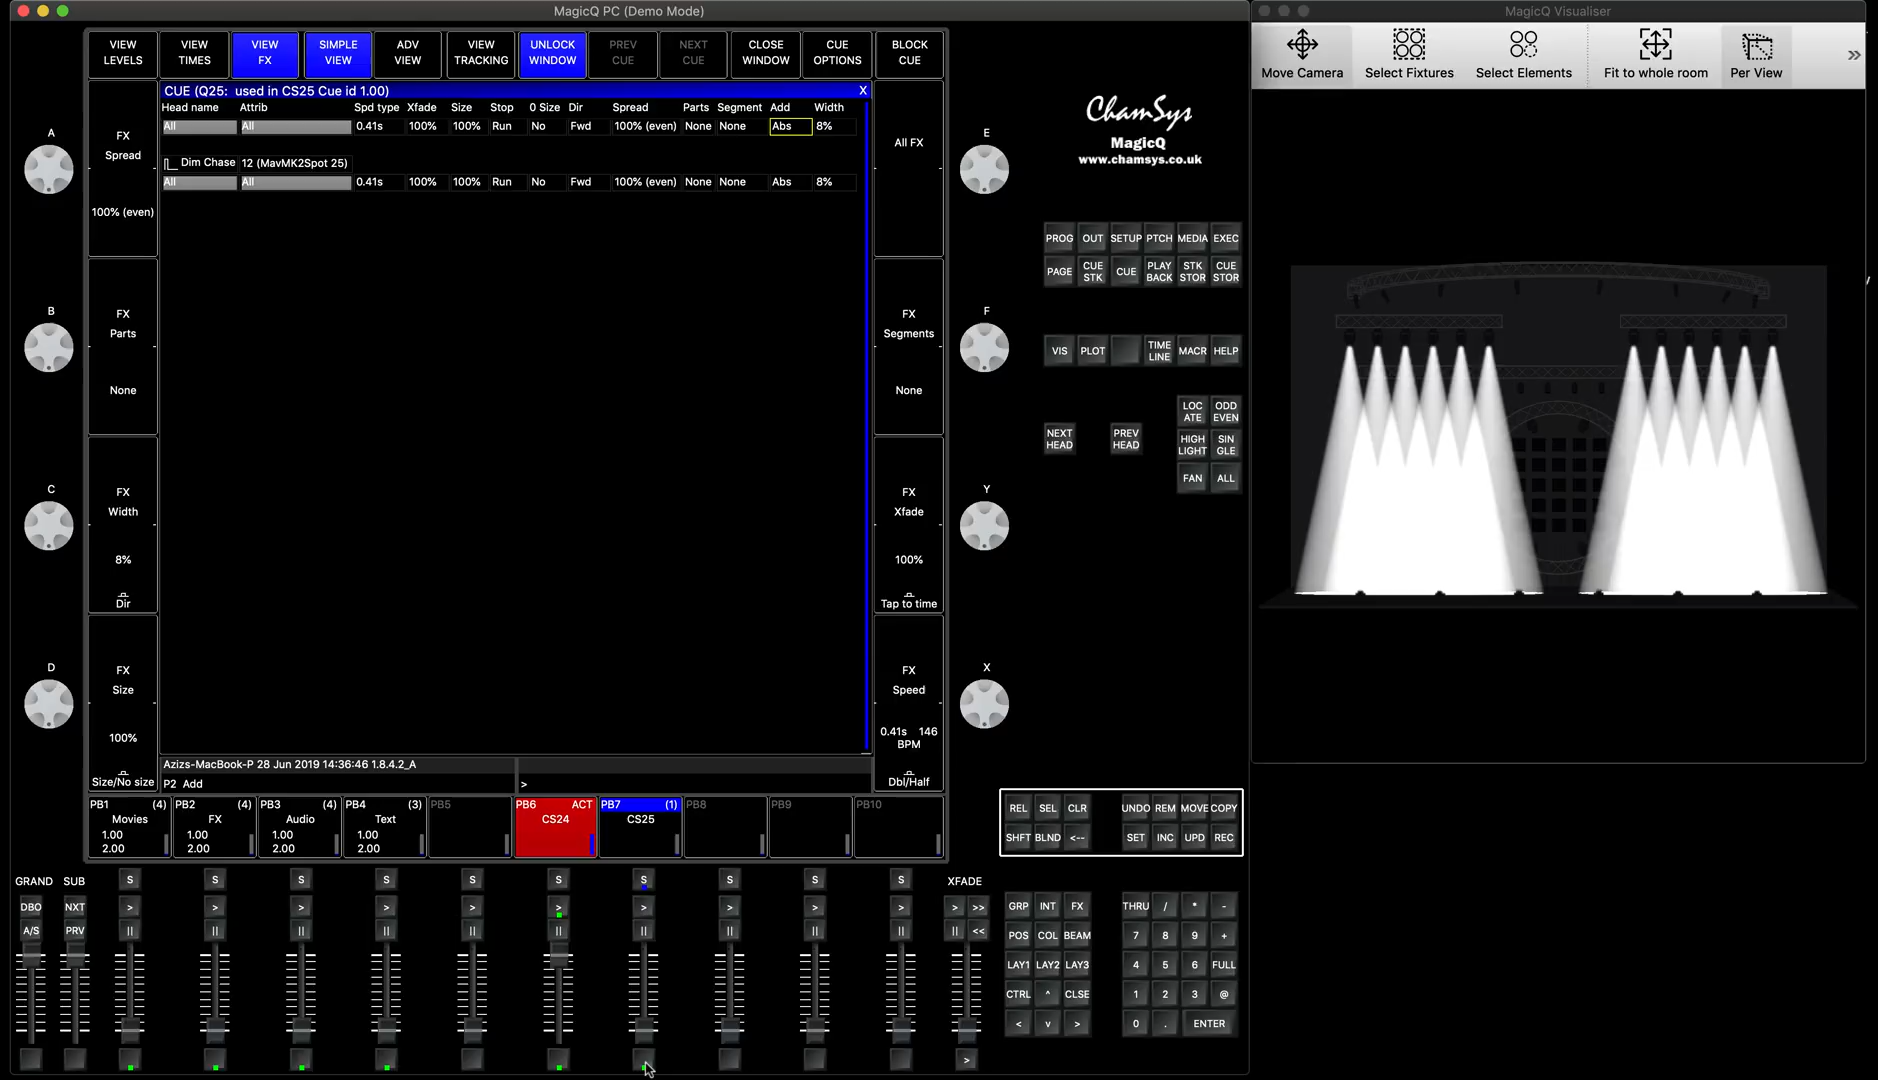 MagicQ PC (Demo Mode)
MagicQ Visualiser
VIEW LEVELS
VIEW TIMES
VIEW FX
SIMPLE VIEW
ADV VIEW
VIEW TRACKING
UNLOCK WINDOW
PREV CUE
NEXT CUE
CLOSE WINDOW
CUE OPTIONS
BLOCK CUE
Move Camera
Select Fixtures
Select Elements
Fit to whole room
Per View
»
CUE (Q25: used in CS25 Cue id 1.00) X
Head name Attrib Spd type Xfade Size Stop 0 Size Dir Spread Parts Segment Add Width
All All 0.41s 100% 100% Run No Fwd 100% (even) None None Abs 8%
Dim Chase 12 (MavMK2Spot 25)
All All 0.41s 100% 100% Run No Fwd 100% (even) None None Abs 8%
A
FX
Spread
100% (even)
B
FX
Parts
None
C
FX
Width
8%
Dir
D
FX
Size
100%
Size/No size
All FX
E
FX
Segments
None
F
FX
Xfade
100%
Tap to time
Y
FX
Speed
0.41s 146
BPM
Dbl/Half
X
ChamSys
MagicQ
www.chamsys.co.uk
PROG OUT SETUP PTCH MEDIA EXEC
PAGE CUE STK CUE PLAY BACK STK STOR CUE STOR
VIS PLOT TIME LINE MACR HELP
LOC ATE ODD EVEN
NEXT HEAD PREV HEAD HIGH LIGHT SIN GLE
FAN ALL
Azizs-MacBook-P 28 Jun 2019 14:36:46 1.8.4.2_A
P2 Add >
PB1 (4) PB2 (4) PB3 (4) PB4 (3) PB5 PB6 ACT PB7 (1) PB8 PB9 PB10
Movies FX Audio Text CS24 CS25
1.00 1.00 1.00 1.00
2.00 2.00 2.00 2.00
REL SEL CLR UNDO REM MOVE COPY
SHFT BLND <-- SET INC UPD REC
GRAND SUB S S S S S S S S S S XFADE
DBO NXT > > > > > > > > > > > >>
A/S PRV || || || || || || || || || || || <<
>
GRP INT FX THRU / * -
POS COL BEAM 7 8 9 +
LAY1 LAY2 LAY3 4 5 6 FULL
CTRL ^ CLSE 1 2 3 @
< v > 0 . ENTER